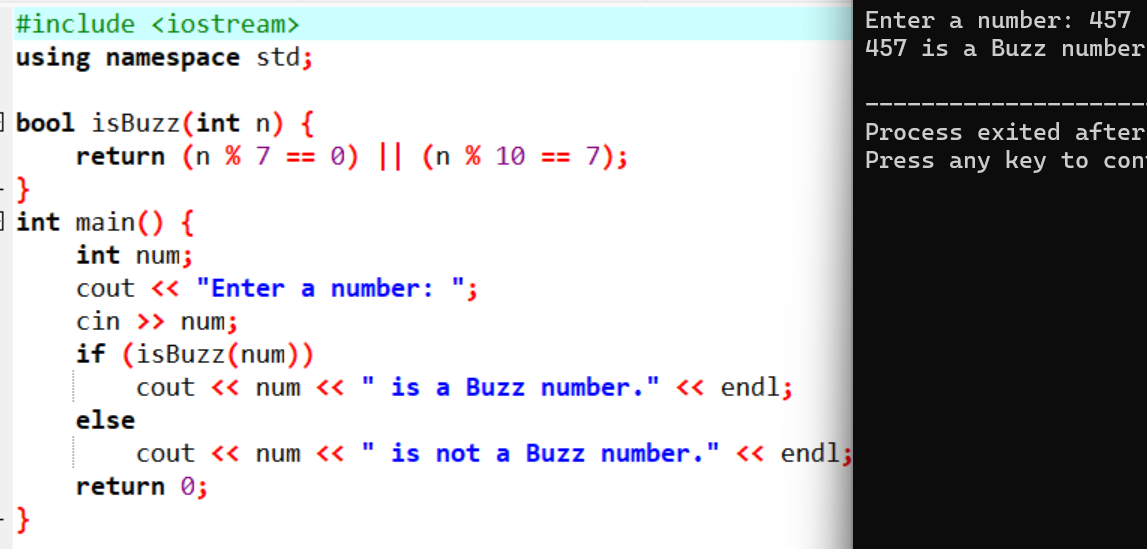 #include <iostream>
using namespace std;
bool isBuzz(int n) {
return (n % 7 == 0) || (n % 10 == 7);
}
int main() {
int num;
cout << "Enter a number: ";
cin >> num;
if (isBuzz(num))
cout << num << " is a Buzz number." << endl;
else
cout << num << " is not a Buzz number." << endl;
return 0;
}
Enter a number: 457
457 is a Buzz number
--------------------
Process exited after
Press any key to